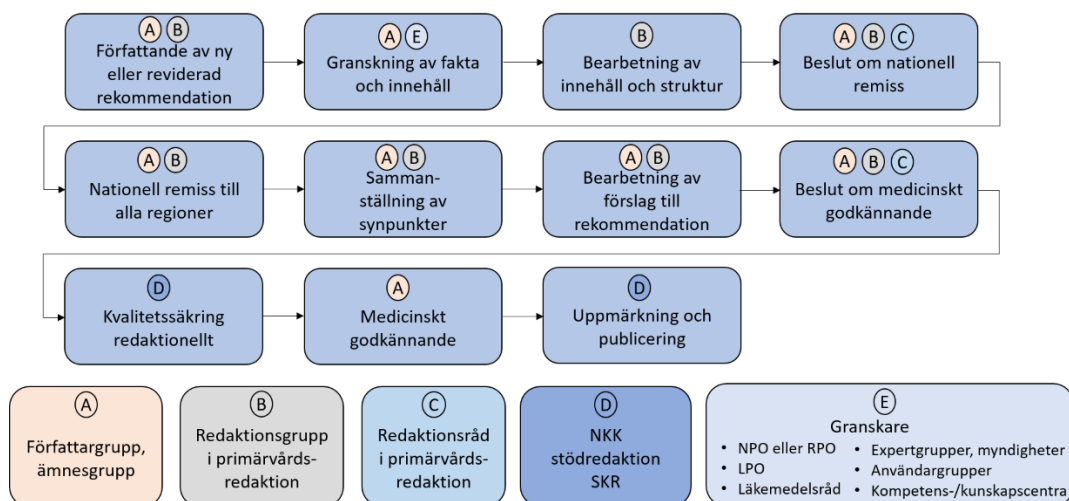 A B
Författande av ny
eller reviderad
rekommendation
A E
Granskning av fakta
och innehåll
B
Bearbetning av
innehåll och struktur
A B C
Beslut om nationell
remiss
A B
Nationell remiss till
alla regioner
A B
Samman-
ställning av
synpunkter
A B
Bearbetning av
förslag till
rekommendation
A B C
Beslut om medicinskt
godkännande
D
Kvalitetssäkring
redaktionellt
A
Medicinskt
godkännande
D
Uppmärkning och
publicering
A
Författargrupp,
ämnesgrupp
B
Redaktionsgrupp
i primärvårds-
redaktion
C
Redaktionsråd
i primärvårds-
redaktion
D
NKK
stödredaktion
SKR
E
Granskare
• NPO eller RPO
• LPO
• Läkemedelsråd
• Expertgrupper, myndigheter
• Användargrupper
• Kompetens-/kunskapscentra